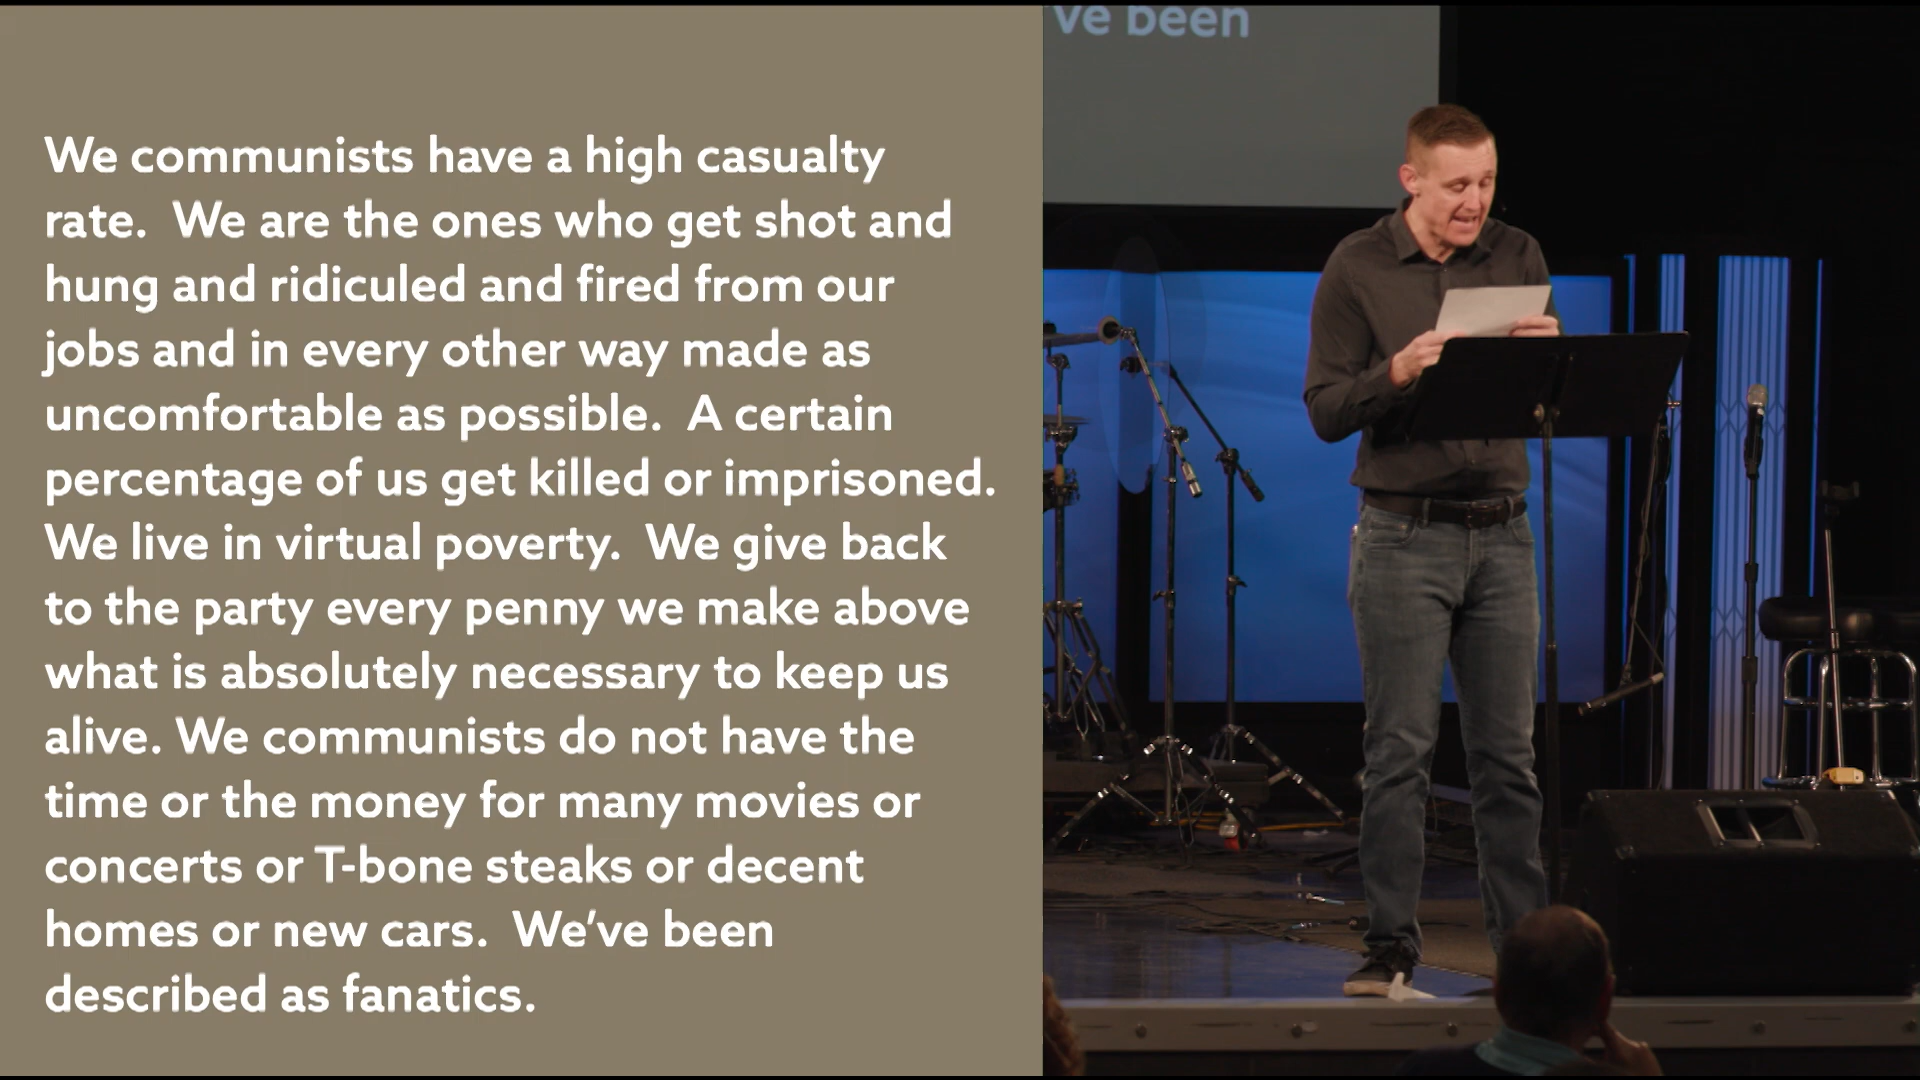 We communists have a high casualty
rate.  We are the ones who get shot and
hung and ridiculed and fired from our
jobs and in every other way made as
uncomfortable as possible.  A certain
percentage of us get killed or imprisoned.
We live in virtual poverty.  We give back
to the party every penny we make above
what is absolutely necessary to keep us
alive. We communists do not have the
time or the money for many movies or
concerts or T-bone steaks or decent
homes or new cars.  We’ve been
described as fanatics.
've been